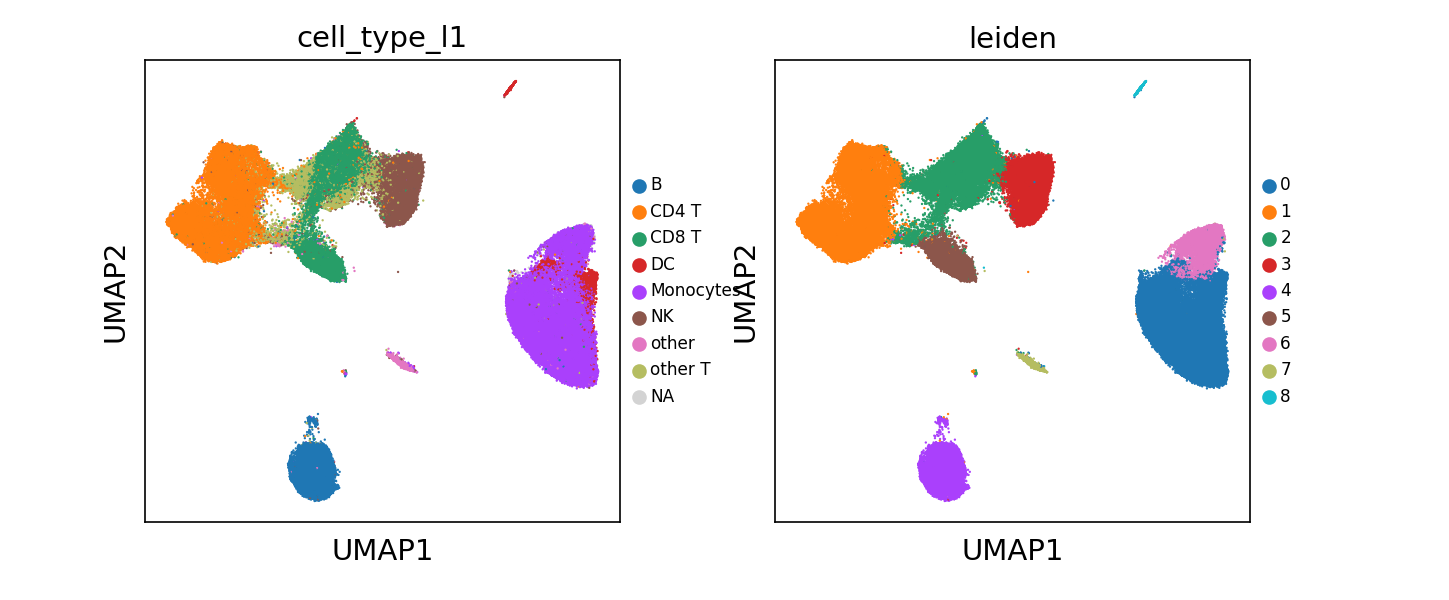 cell_type_l1
UMAP2
UMAP1
B
CD4 T
CD8 T
DC
Monocytes
NK
other
other T
NA
leiden
UMAP2
UMAP1
0
1
2
3
4
5
6
7
8